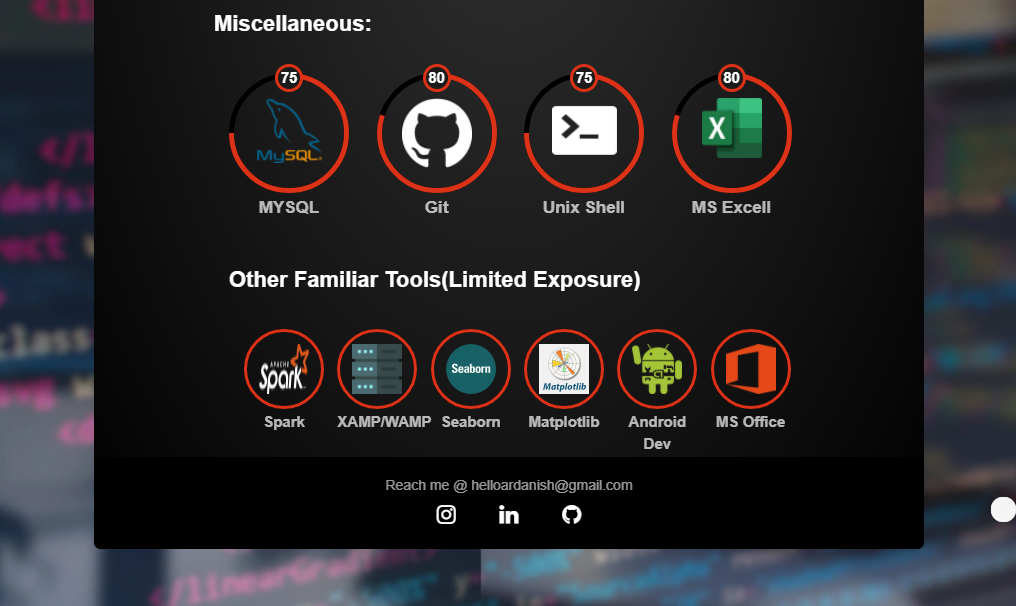 Miscellaneous:
75
80
75
80
MySQL
X
MYSQL
Git
Unix Shell
MS Excell
Other Familiar Tools(Limited Exposure)
APACHE
Spark
Seaborn
Matplotlib
Spark
XAMP/WAMP
Seaborn
Matplotlib
Android
Dev
MS Office
Reach me @ helloardanish@gmail.com
in